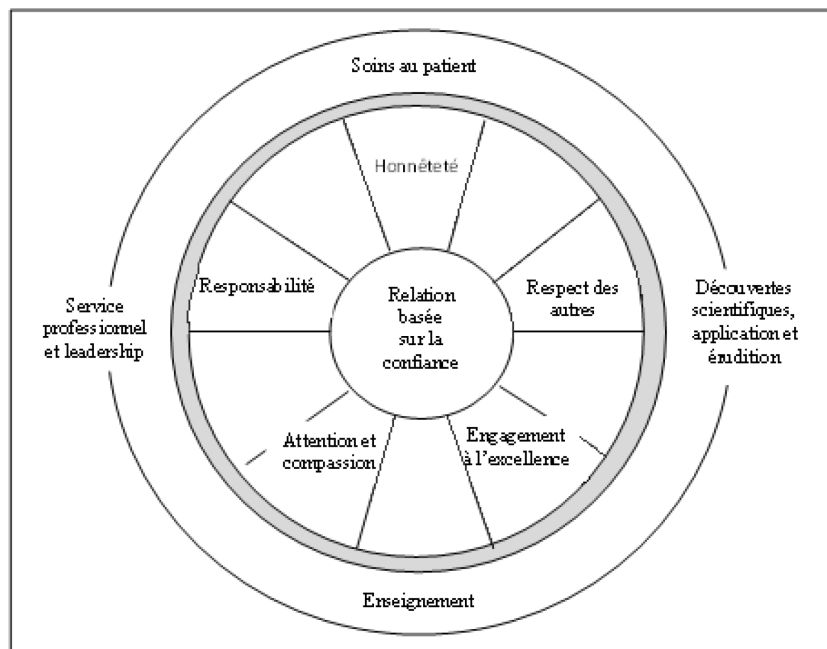 Soins au patient
Honnêteté
Responsabilité
Relation
basée
sur la
confiance
Respect des
autres
Service
professionnel
et leadership
Découvertes
scientifiques,
application et
érudition
Attention et
compassion
Engagement
à l'excellence
Enseignement